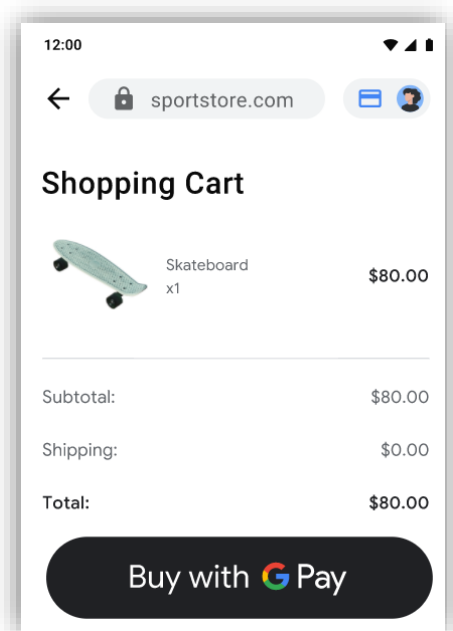 12:00
sportstore.com
Shopping Cart
Skateboard
x1
$80.00
Subtotal: $80.00
Shipping: $0.00
Total: $80.00
Buy with G Pay